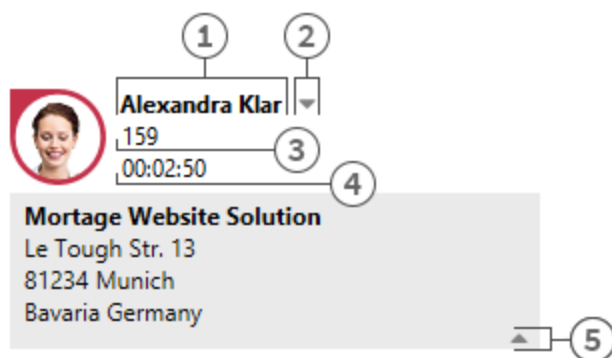 1
2
Alexandra Klar
159
3
00:02:50
4
Mortage Website Solution
Le Tough Str. 13
81234 Munich
Bavaria Germany
5